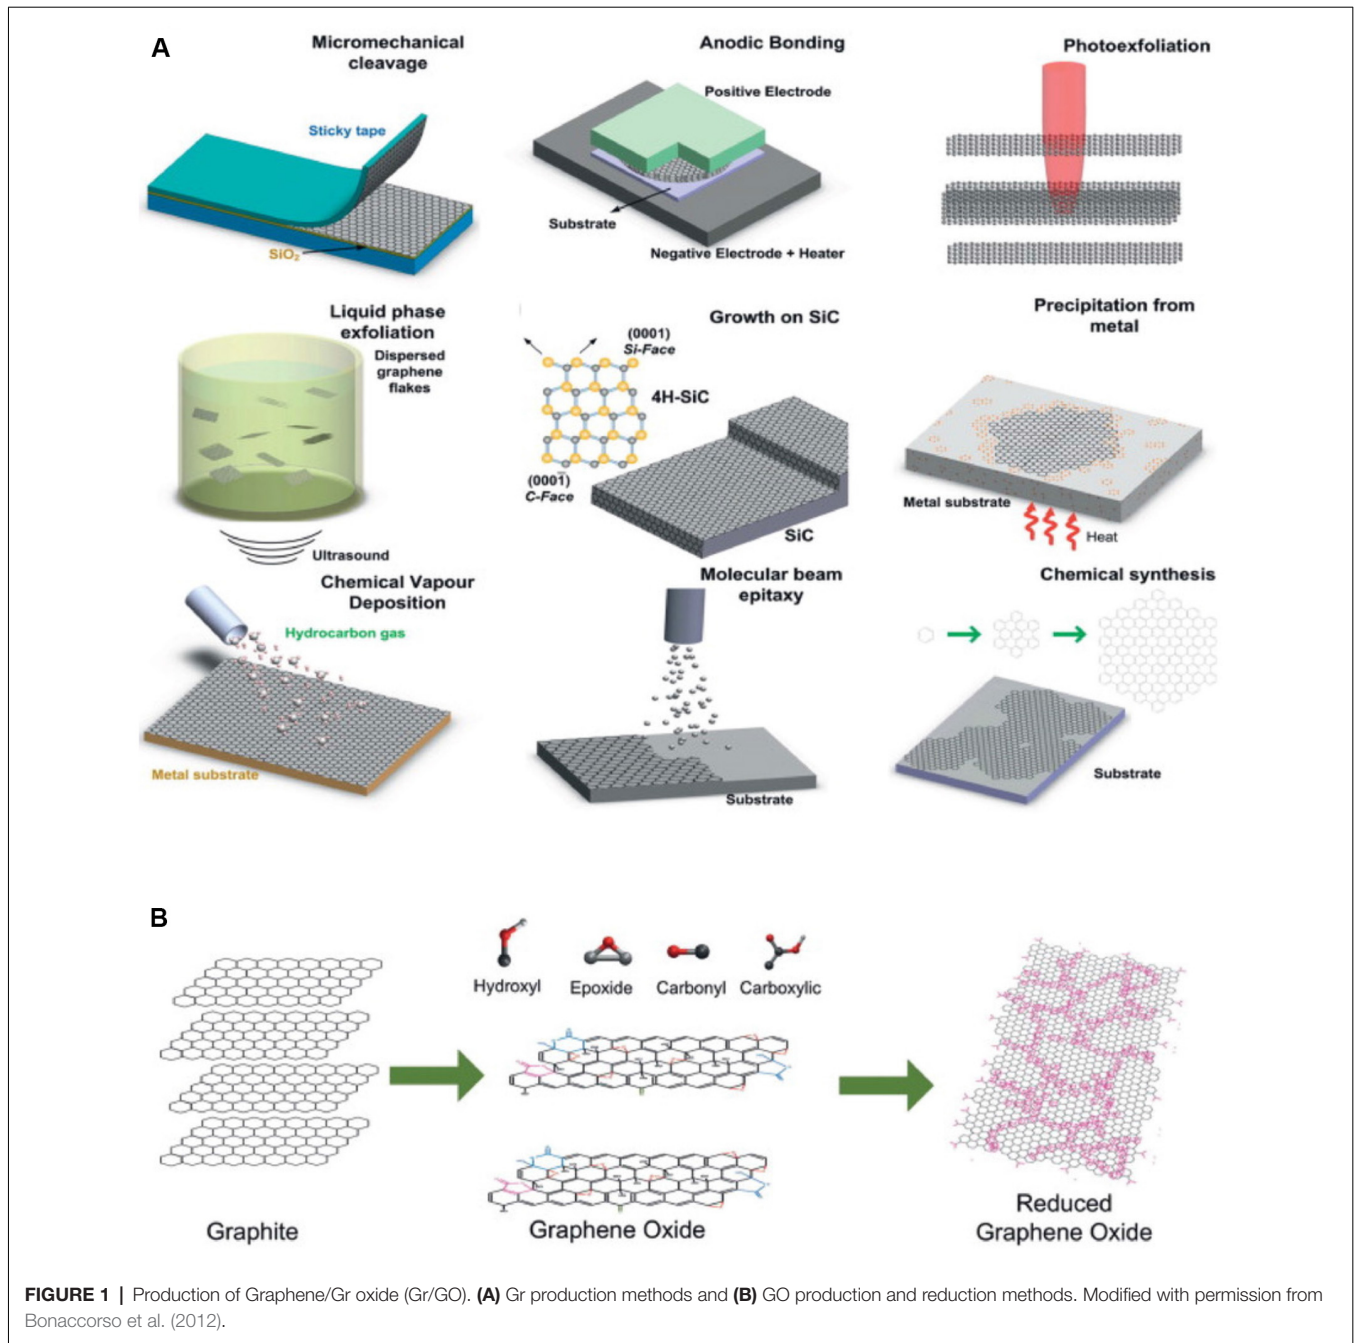 A
Micromechanical
cleavage
Sticky tape
SiO₂
Anodic Bonding
Positive Electrode
Substrate
Negative Electrode + Heater
Photoexfoliation
Liquid phase
exfoliation
Dispersed
graphene
flakes
Ultrasound
Growth on SiC
(0001)
Si-Face
4H-SiC
(0001̅)
C-Face
SiC
Precipitation from
metal
Metal substrate
Heat
Chemical Vapour
Deposition
Hydrocarbon gas
Metal substrate
Molecular beam
epitaxy
Substrate
Chemical synthesis
Substrate
B
Hydroxyl
Epoxide
Carbonyl
Carboxylic
Graphite
Graphene Oxide
Reduced
Graphene Oxide
FIGURE 1 | Production of Graphene/Gr oxide (Gr/GO). (A) Gr production methods and (B) GO production and reduction methods. Modified with permission from
Bonaccorso et al. (2012).